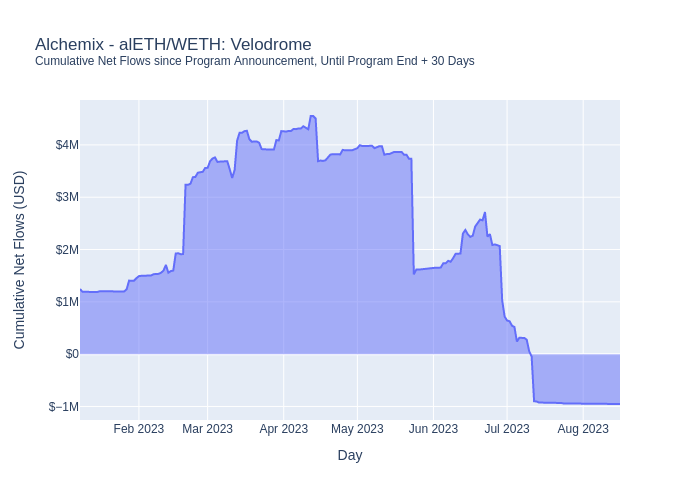 Alchemix - alETH/WETH: Velodrome
Cumulative Net Flows since Program Announcement, Until Program End + 30 Days
Cumulative Net Flows (USD)
$4M
$3M
$2M
$1M
$0
$−1M
Feb 2023 Mar 2023 Apr 2023 May 2023 Jun 2023 Jul 2023 Aug 2023
Day